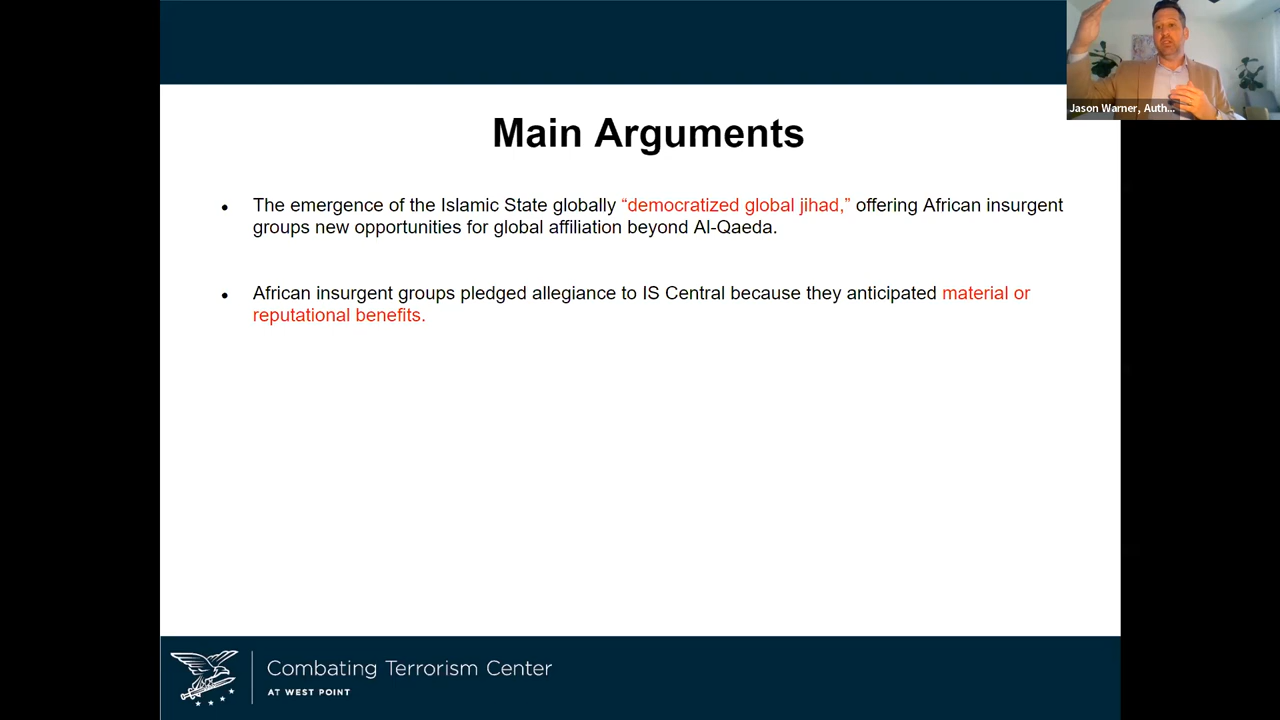 Jason Warner, Auth...
Main Arguments
• The emergence of the Islamic State globally “democratized global jihad,” offering African insurgent
groups new opportunities for global affiliation beyond Al-Qaeda.
• African insurgent groups pledged allegiance to IS Central because they anticipated material or
reputational benefits.
Combating Terrorism Center
AT WEST POINT